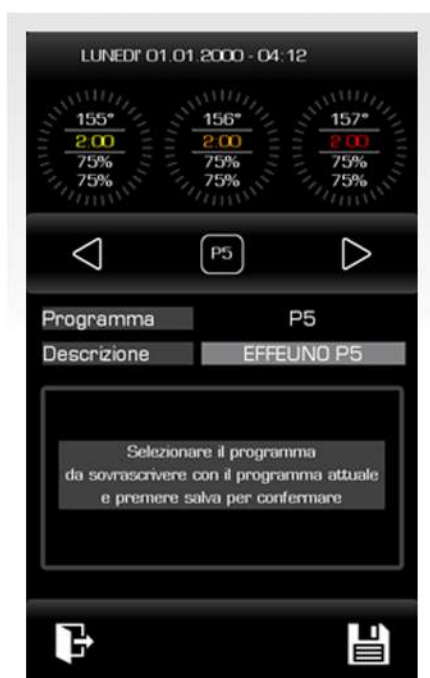 LUNEDI' 01.01.2000 - 04:12
155° 156° 157°
2:00 2:00 2:00
75% 75% 75%
75% 75% 75%
P5
Programma P5
Descrizione EFFEUNO P5
Selezionare il programma
da sovrascrivere con il programma attuale
e premere salva per confermare